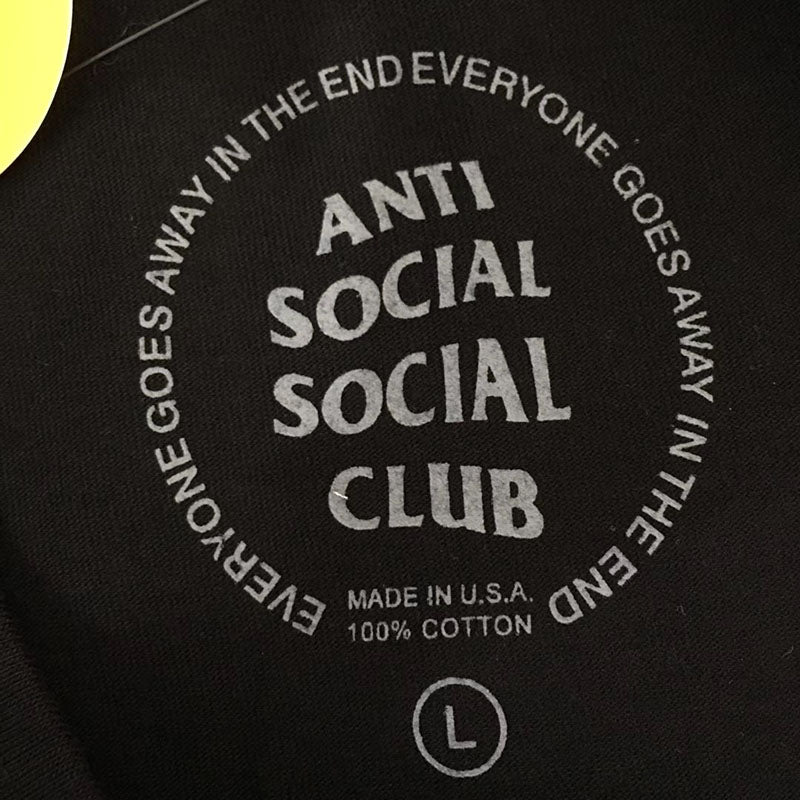 EVERYONE GOES AWAY IN THE END EVERYONE GOES AWAY IN THE END
ANTI
SOCIAL
SOCIAL
CLUB
MADE IN U.S.A.
100% COTTON
L